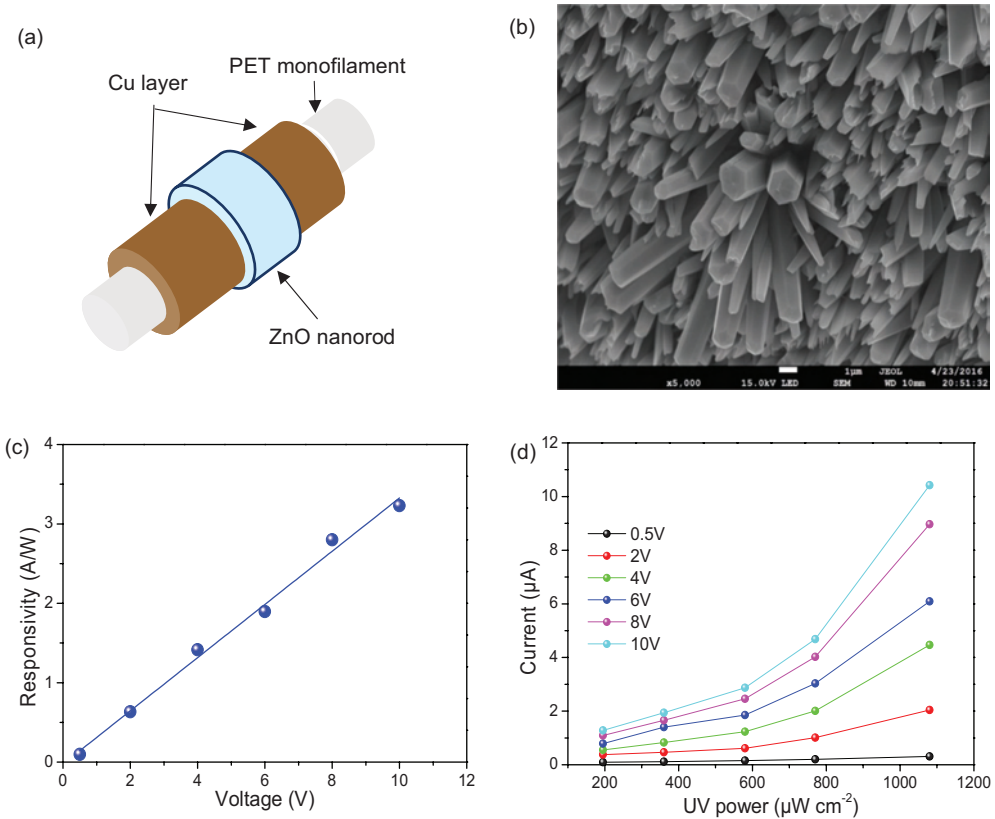 (a)
PET monofilament
Cu layer
ZnO nanorod
(b)
1µm JEOL 4/23/2016
x5,000 15.0kV LED SEM WD 10mm 20:51:32
(c)
Responsivity (A/W)
4
3
2
1
0
0 2 4 6 8 10 12
Voltage (V)
(d)
Current (µA)
12
10
8
6
4
2
0
0.5V
2V
4V
6V
8V
10V
200 400 600 800 1000 1200
UV power (µW cm⁻²)